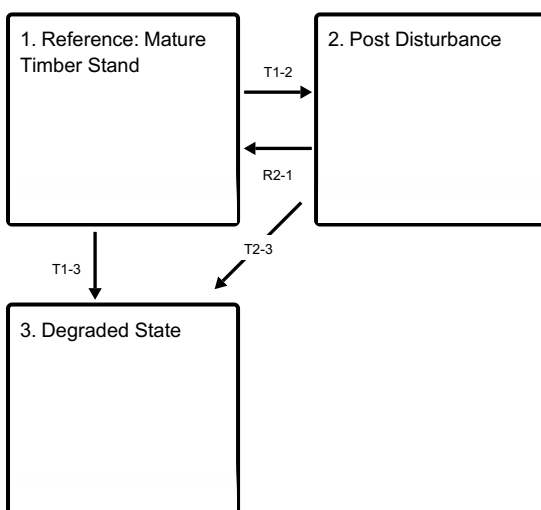 1. Reference: Mature
Timber Stand
2. Post Disturbance
T1-2
R2-1
T2-3
T1-3
3. Degraded State